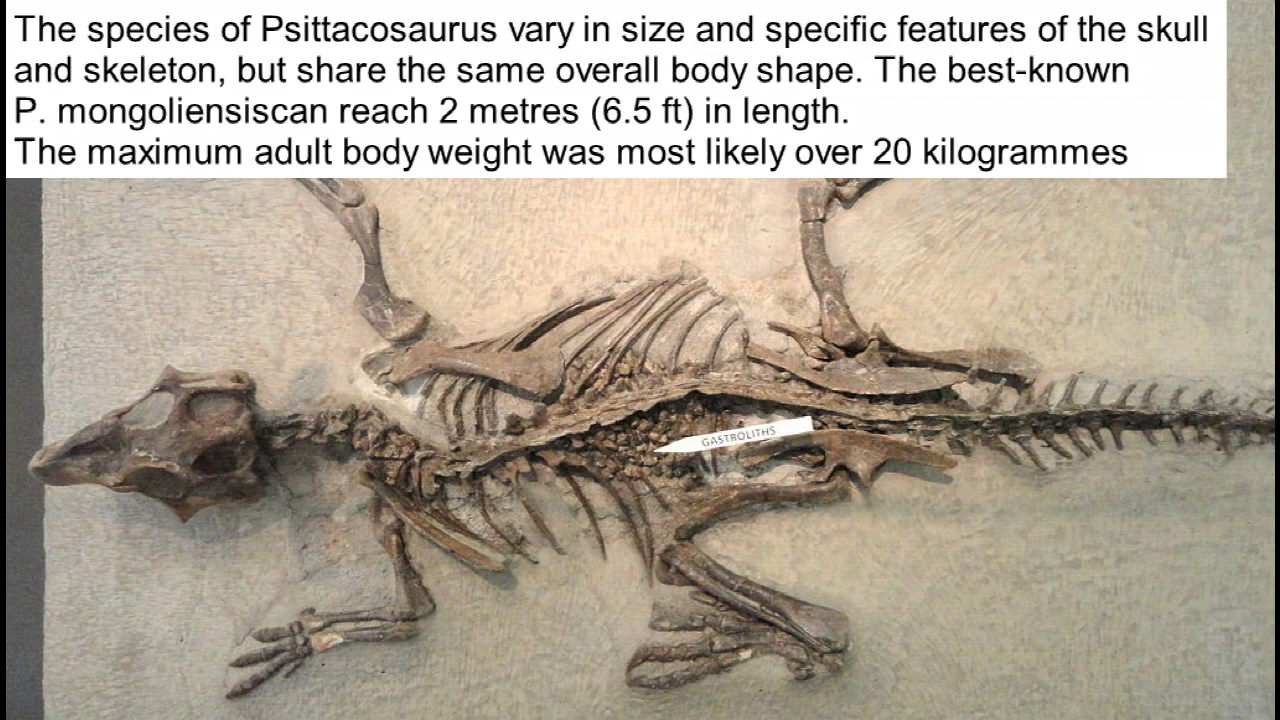 The species of Psittacosaurus vary in size and specific features of the skull
and skeleton, but share the same overall body shape. The best-known
P. mongoliensiscan reach 2 metres (6.5 ft) in length.
The maximum adult body weight was most likely over 20 kilogrammes
GASTROLITHS